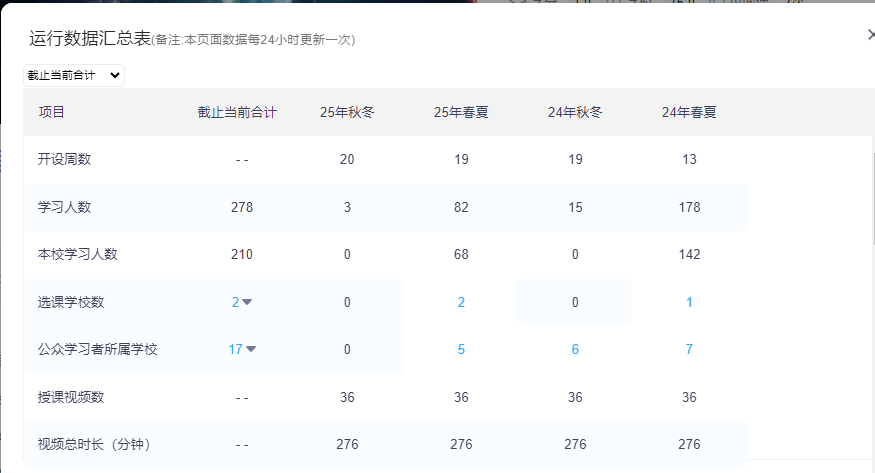 运行数据汇总表(备注:本页面数据每24小时更新一次)
截止当前合计
项目 截止当前合计 25年秋冬 25年春夏 24年秋冬 24年春夏
开设周数 - - 20 19 19 13
学习人数 278 3 82 15 178
本校学习人数 210 0 68 0 142
选课学校数 2 0 2 0 1
公众学习者所属学校 17 0 5 6 7
授课视频数 - - 36 36 36 36
视频总时长（分钟） - - 276 276 276 276